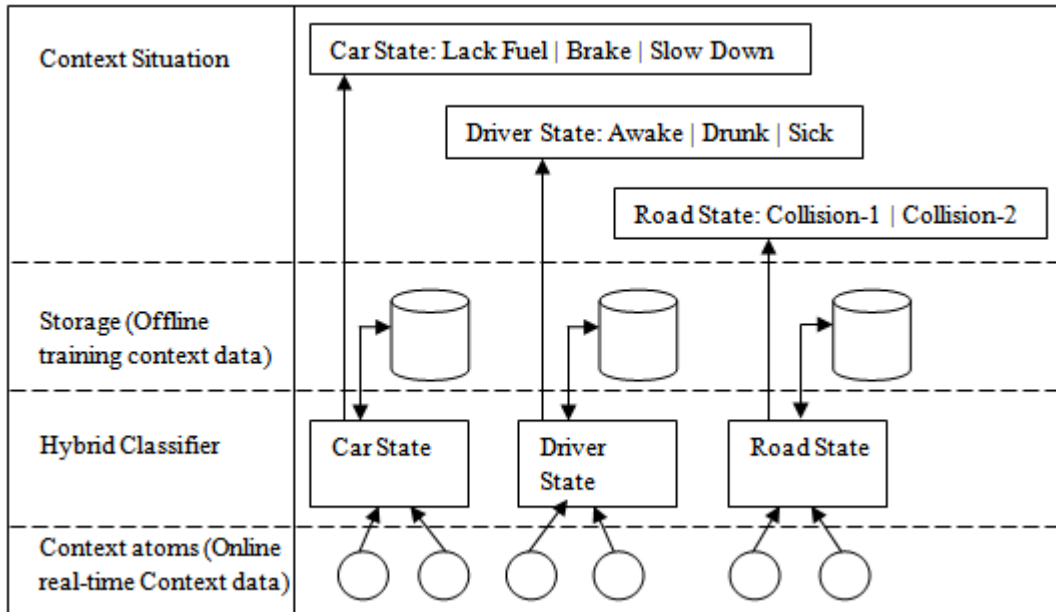 Context Situation
Car State: Lack Fuel | Brake | Slow Down
Driver State: Awake | Drunk | Sick
Road State: Collision-1 | Collision-2
Storage (Offline
training context data)
Hybrid Classifier
Car State
Driver
State
Road State
Context atoms (Online
real-time Context data)